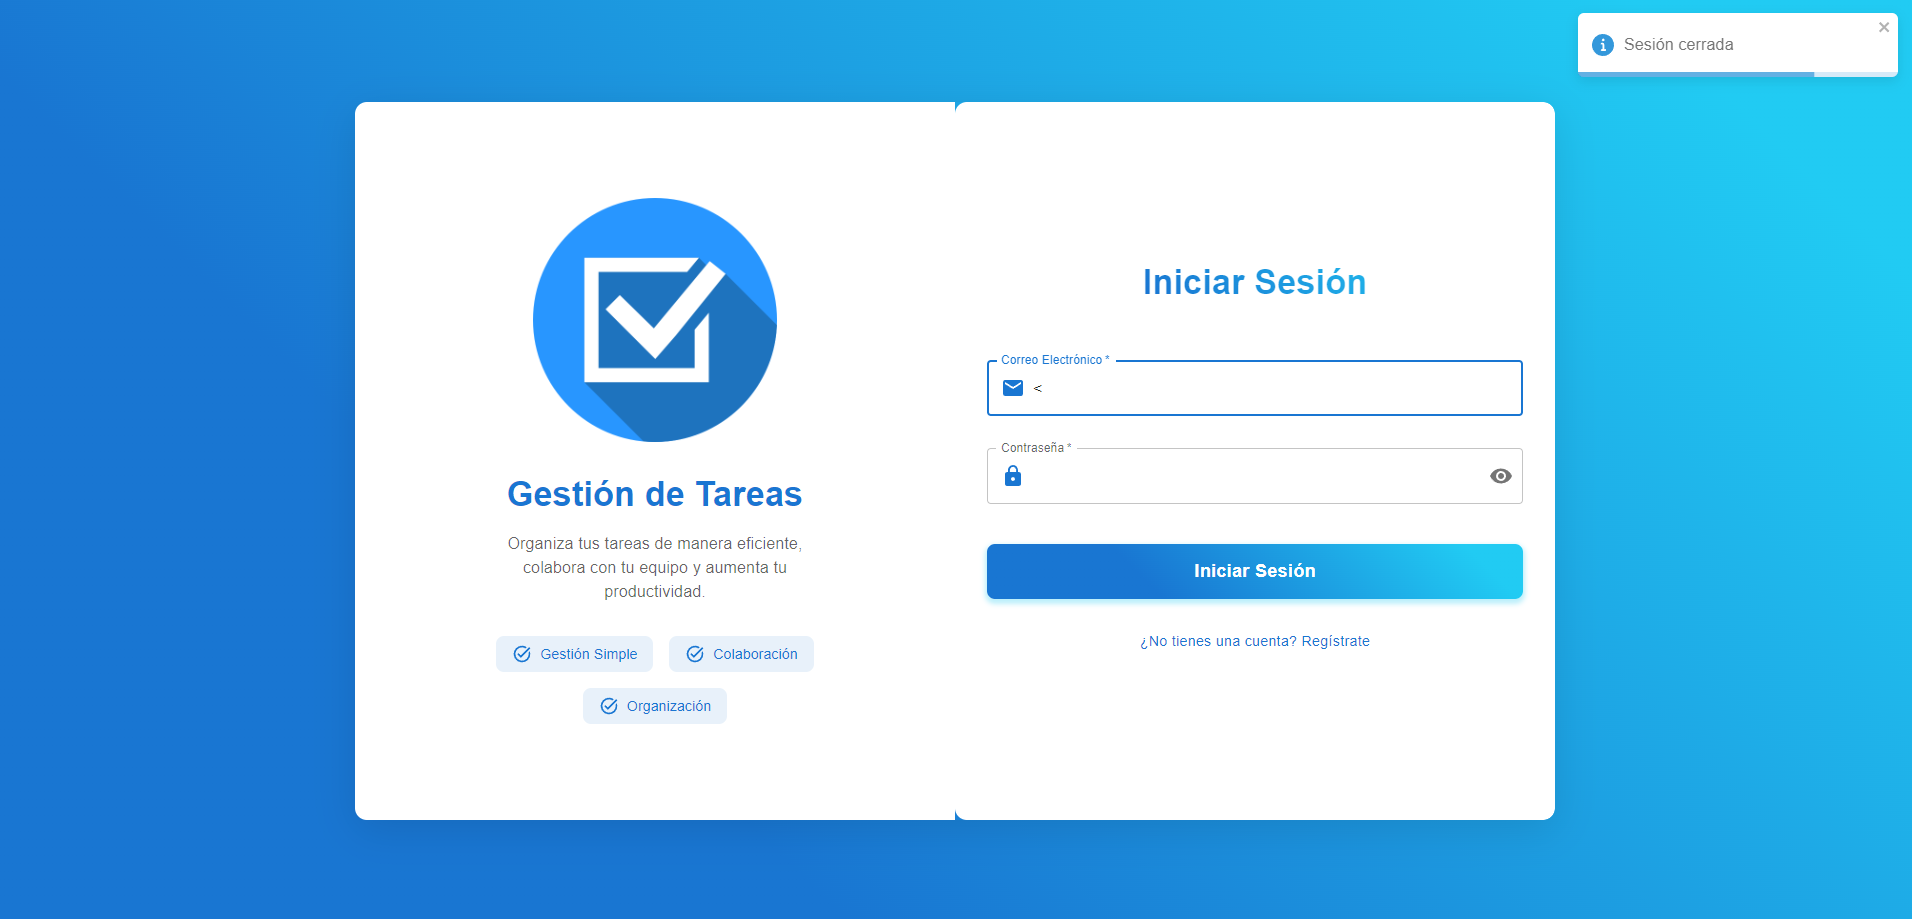 Sesión cerrada
Gestión de Tareas
Organiza tus tareas de manera eficiente,
colabora con tu equipo y aumenta tu
productividad.
Gestión Simple
Colaboración
Organización
Iniciar Sesión
Correo Electrónico *
<
Contraseña *
Iniciar Sesión
¿No tienes una cuenta? Regístrate